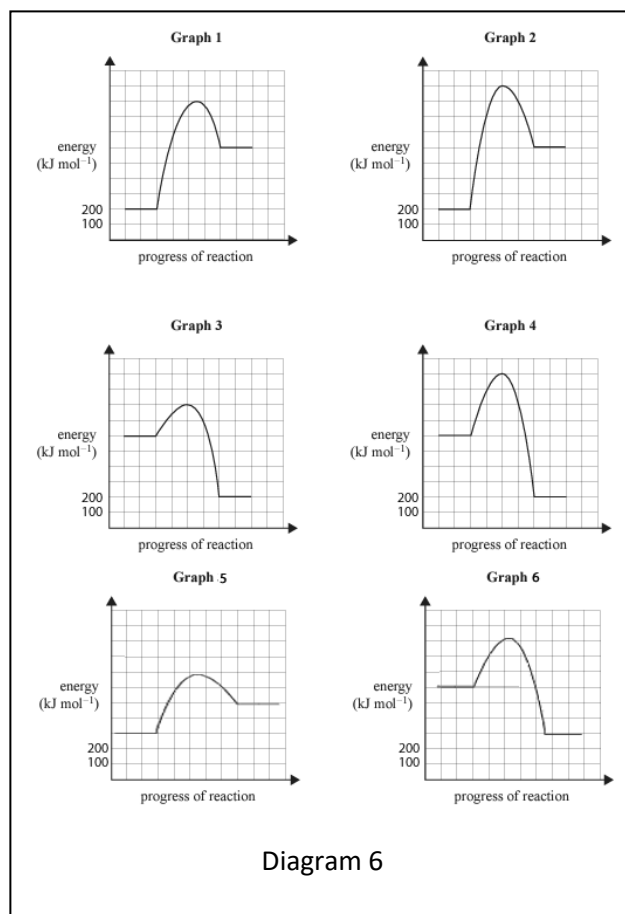 Graph 1
energy
(kJ mol⁻¹)
200
100
progress of reaction
Graph 2
energy
(kJ mol⁻¹)
200
100
progress of reaction
Graph 3
energy
(kJ mol⁻¹)
200
100
progress of reaction
Graph 4
energy
(kJ mol⁻¹)
200
100
progress of reaction
Graph 5
energy
(kJ mol⁻¹)
200
100
progress of reaction
Graph 6
energy
(kJ mol⁻¹)
200
100
progress of reaction
Diagram 6